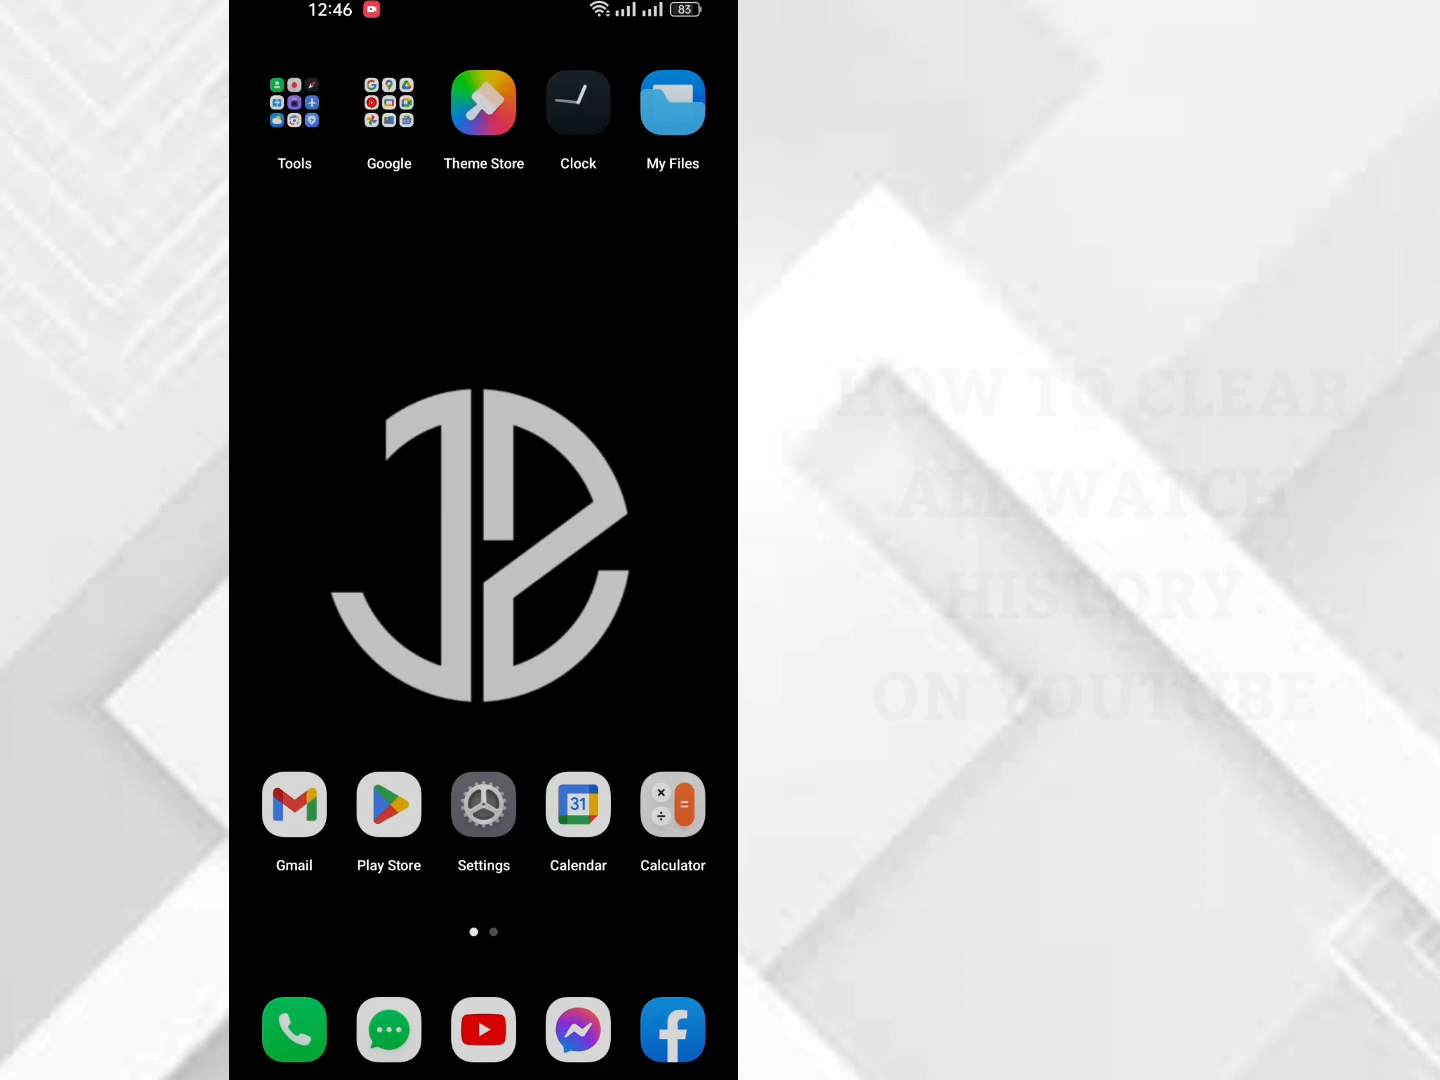 12:46
83
Tools
Google
Theme Store
Clock
My Files
HOW TO CLEAR
ALL WATCH
HISTORY
ON YOUTUBE
31
Gmail
Play Store
Settings
Calendar
Calculator